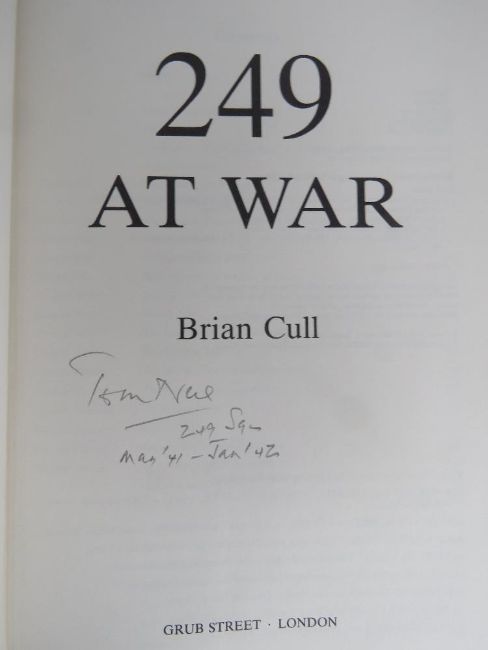 249
AT WAR
Brian Cull
Tom Neil
249 Sqn
May '41 – Jan '42
GRUB STREET · LONDON